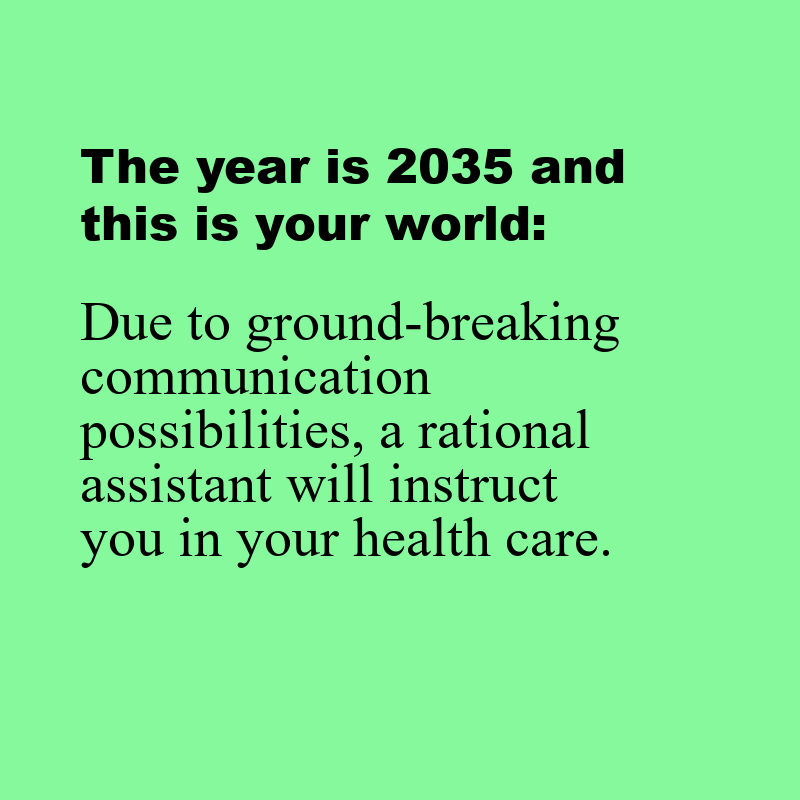 The year is 2035 and
this is your world:
Due to ground-breaking
communication
possibilities, a rational
assistant will instruct
you in your health care.